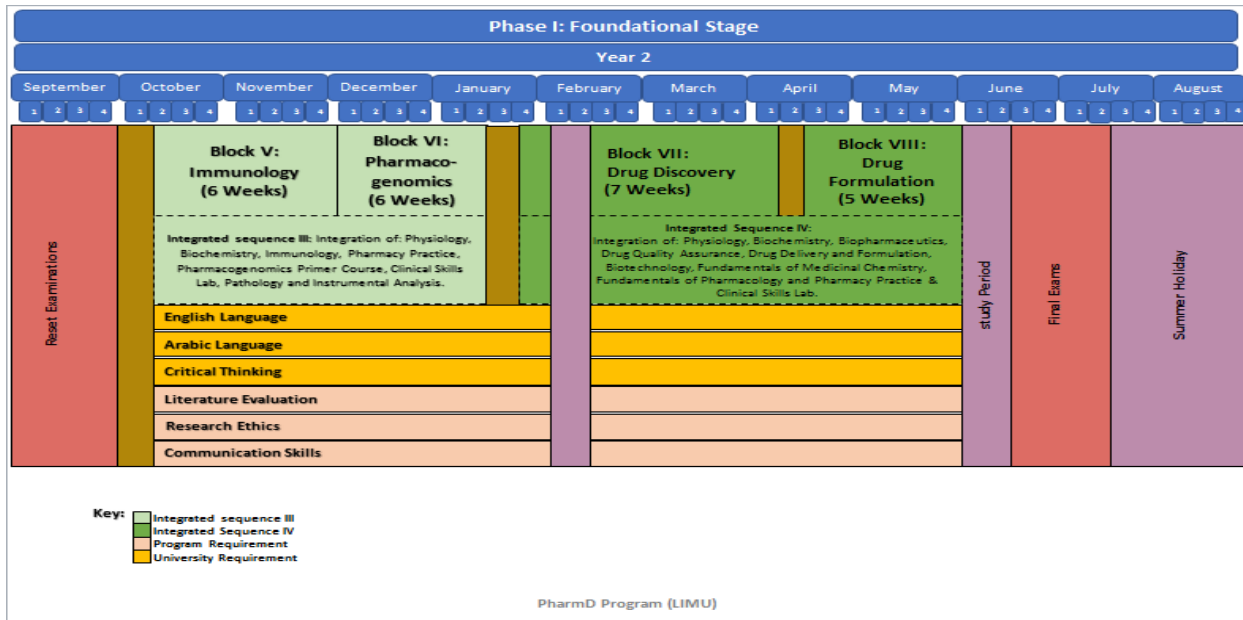 Phase I: Foundational Stage
Year 2
September October November December January February March April May June July August
1 2 3 4 1 2 3 4 1 2 3 4 1 2 3 4 1 2 3 4 1 2 3 4 1 2 3 4 1 2 3 4 1 2 3 4 1 2 3 4 1 2 3 4 1 2 3 4
Reset Examinations
Block V:
Immunology
(6 Weeks)
Block VI:
Pharmaco-
genomics
(6 Weeks)
Block VII:
Drug Discovery
(7 Weeks)
Block VIII:
Drug
Formulation
(5 Weeks)
Integrated sequence III: Integration of: Physiology,
Biochemistry, Immunology, Pharmacy Practice,
Pharmacogenomics Primer Course, Clinical Skills
Lab, Pathology and Instrumental Analysis.
Integrated Sequence IV:
Integration of: Physiology, Biochemistry, Biopharmaceutics,
Drug Quality Assurance, Drug Delivery and Formulation,
Biotechnology, Fundamentals of Medicinal Chemistry,
Fundamentals of Pharmacology and Pharmacy Practice &
Clinical Skills Lab.
English Language
Arabic Language
Critical Thinking
Literature Evaluation
Research Ethics
Communication Skills
study Period
Final Exams
Summer Holiday
Key:
Integrated sequence III
Integrated Sequence IV
Program Requirement
University Requirement
PharmD Program (LIMU)